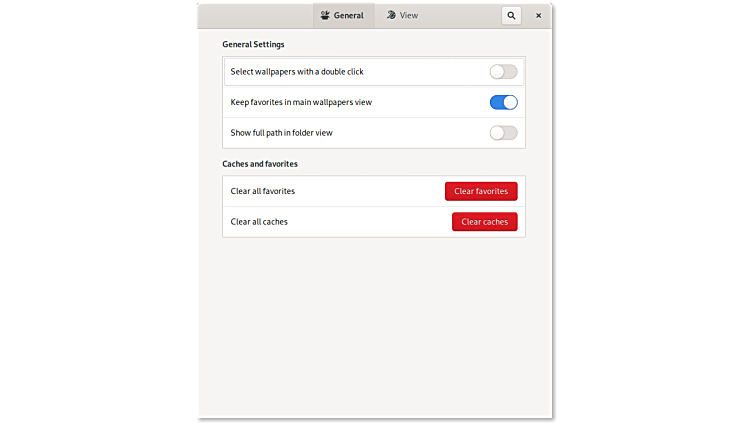 General
View
General Settings
Select wallpapers with a double click
Keep favorites in main wallpapers view
Show full path in folder view
Caches and favorites
Clear all favorites
Clear favorites
Clear all caches
Clear caches